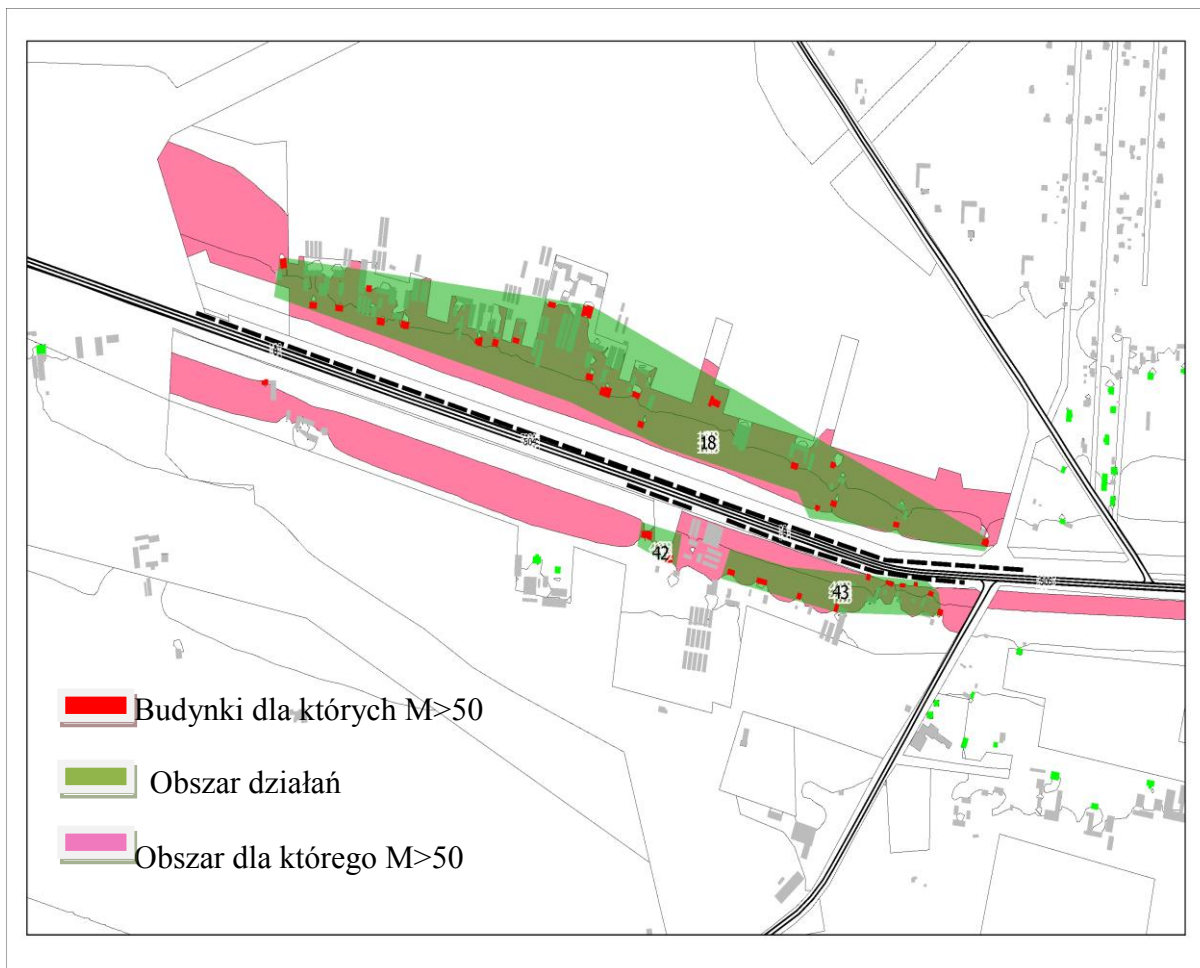 18
42
43
Budynki dla których M>50
Obszar działań
Obszar dla którego M>50